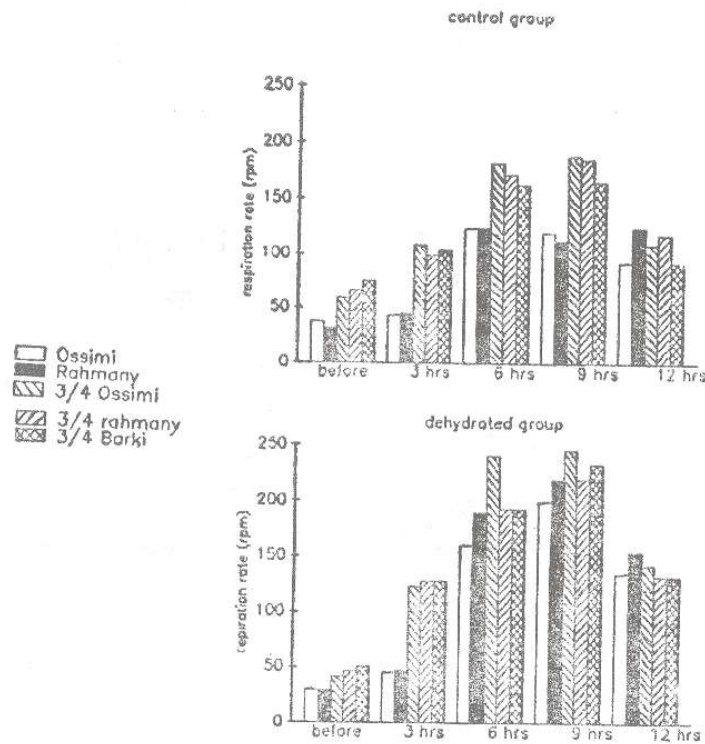 control group
250
200
150
100
50
0
respiration rate (rpm)
before 3 hrs 6 hrs 9 hrs 12 hrs
Ossimi
Rahmany
3/4 Ossimi
3/4 rahmany
3/4 Barki
dehydrated group
250
200
150
100
50
0
repiration rate (rpm)
before 3 hrs 6 hrs 9 hrs 12 hrs